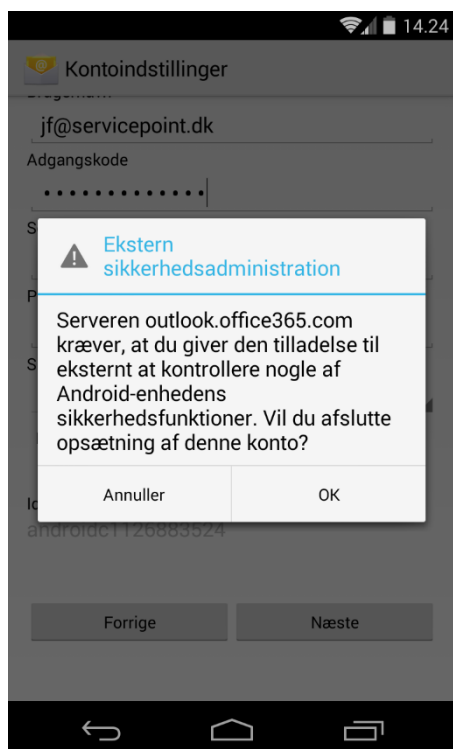 14.24
Kontoindstillinger
jf@servicepoint.dk
Adgangskode
Ekstern
sikkerhedsadministration
Serveren outlook.office365.com
kræver, at du giver den tilladelse til
eksternt at kontrollere nogle af
Android-enhedens
sikkerhedsfunktioner. Vil du afslutte
opsætning af denne konto?
Annuller
OK
androidc1126883524
Forrige
Næste